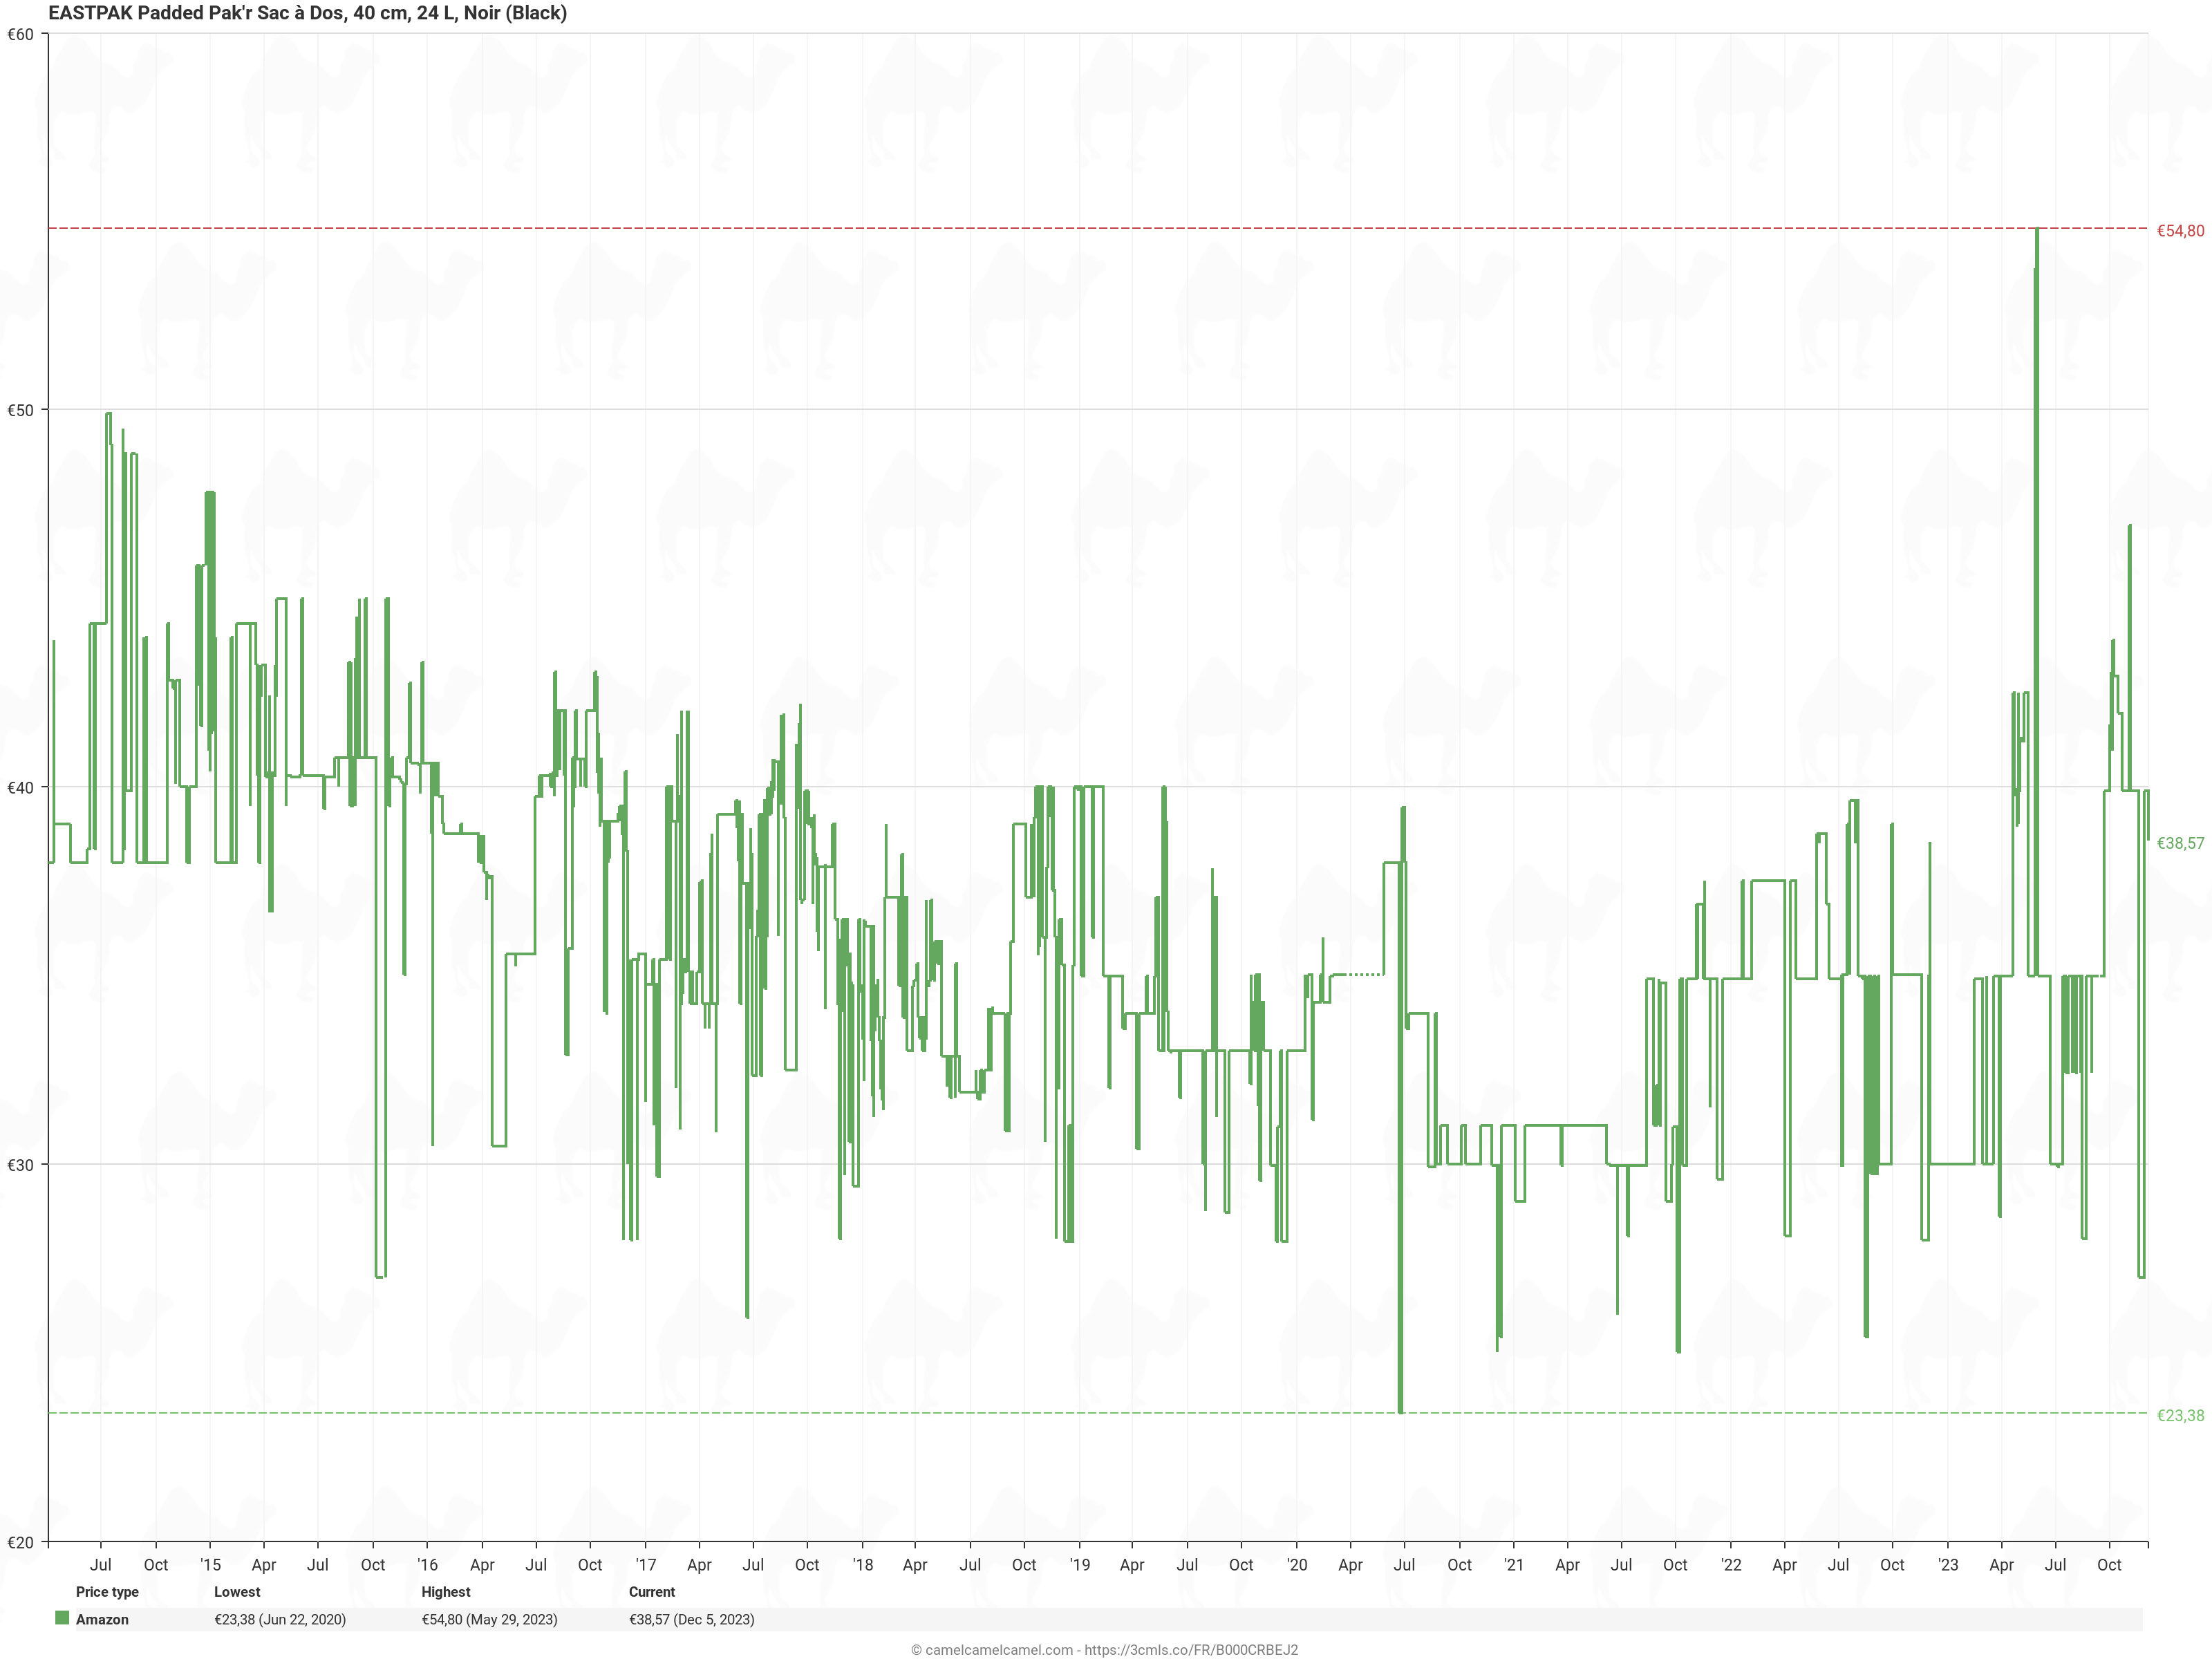 EASTPAK Padded Pak'r Sac à Dos, 40 cm, 24 L, Noir (Black)
€60
€54,80
€50
€40
€38,57
€30
€23,38
€20
Jul Oct '15 Apr Jul Oct '16 Apr Jul Oct '17 Apr Jul Oct '18 Apr Jul Oct '19 Apr Jul Oct '20 Apr Jul Oct '21 Apr Jul Oct '22 Apr Jul Oct '23 Apr Jul Oct
Price type Lowest Highest Current
Amazon €23,38 (Jun 22, 2020) €54,80 (May 29, 2023) €38,57 (Dec 5, 2023)
© camelcamelcamel.com - https://3cmls.co/FR/B000CRBEJ2